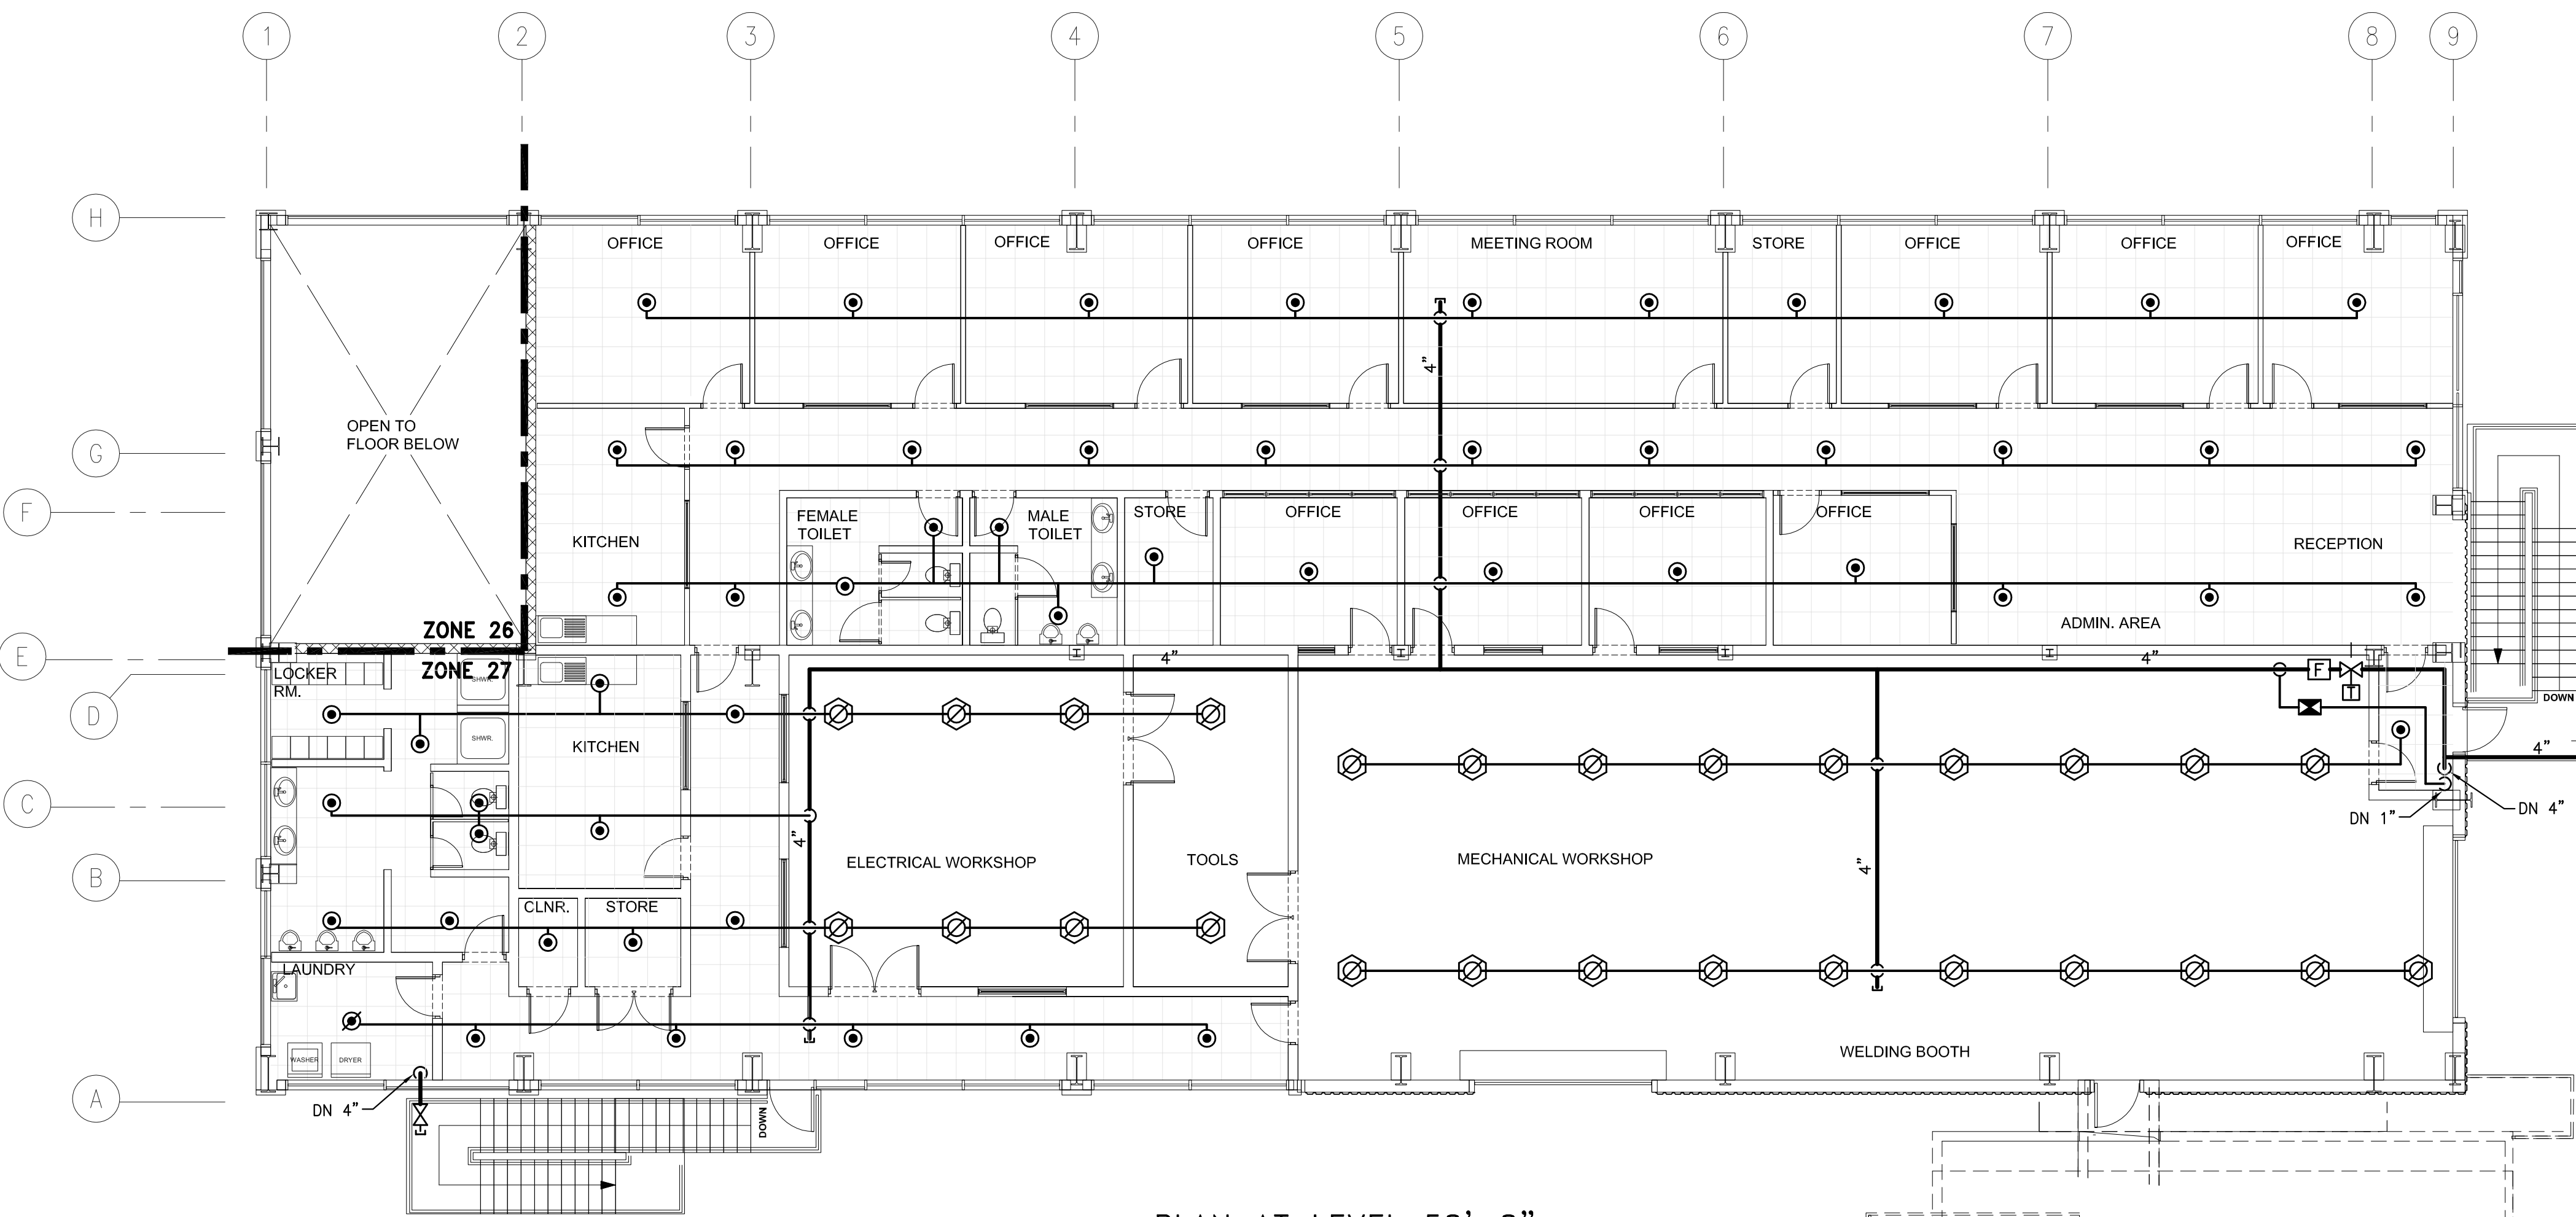 1 2 3 4 5 6 7 8 9
H
OFFICE OFFICE OFFICE OFFICE MEETING ROOM STORE OFFICE OFFICE OFFICE
4"
OPEN TO
FLOOR BELOW
G
F
FEMALE
TOILET
MALE
TOILET
STORE OFFICE OFFICE OFFICE OFFICE
KITCHEN
RECEPTION
ADMIN. AREA
ZONE 26
E
ZONE 27
LOCKER
RM.
SHWR.
4"
4"
F
T
D
DOWN
SHWR.
KITCHEN
4"
C
DN 1"
DN 4"
4"
ELECTRICAL WORKSHOP
TOOLS
MECHANICAL WORKSHOP
4"
B
CLNR.
STORE
LAUNDRY
WASHER
DRYER
WELDING BOOTH
A
DN 4"
DOWN